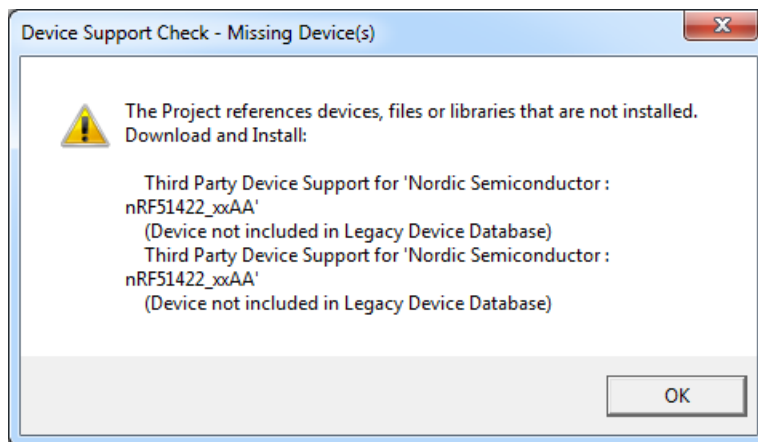 Device Support Check - Missing Device(s)
The Project references devices, files or libraries that are not installed.
Download and Install:
Third Party Device Support for 'Nordic Semiconductor :
nRF51422_xxAA'
(Device not included in Legacy Device Database)
Third Party Device Support for 'Nordic Semiconductor :
nRF51422_xxAA'
(Device not included in Legacy Device Database)
OK